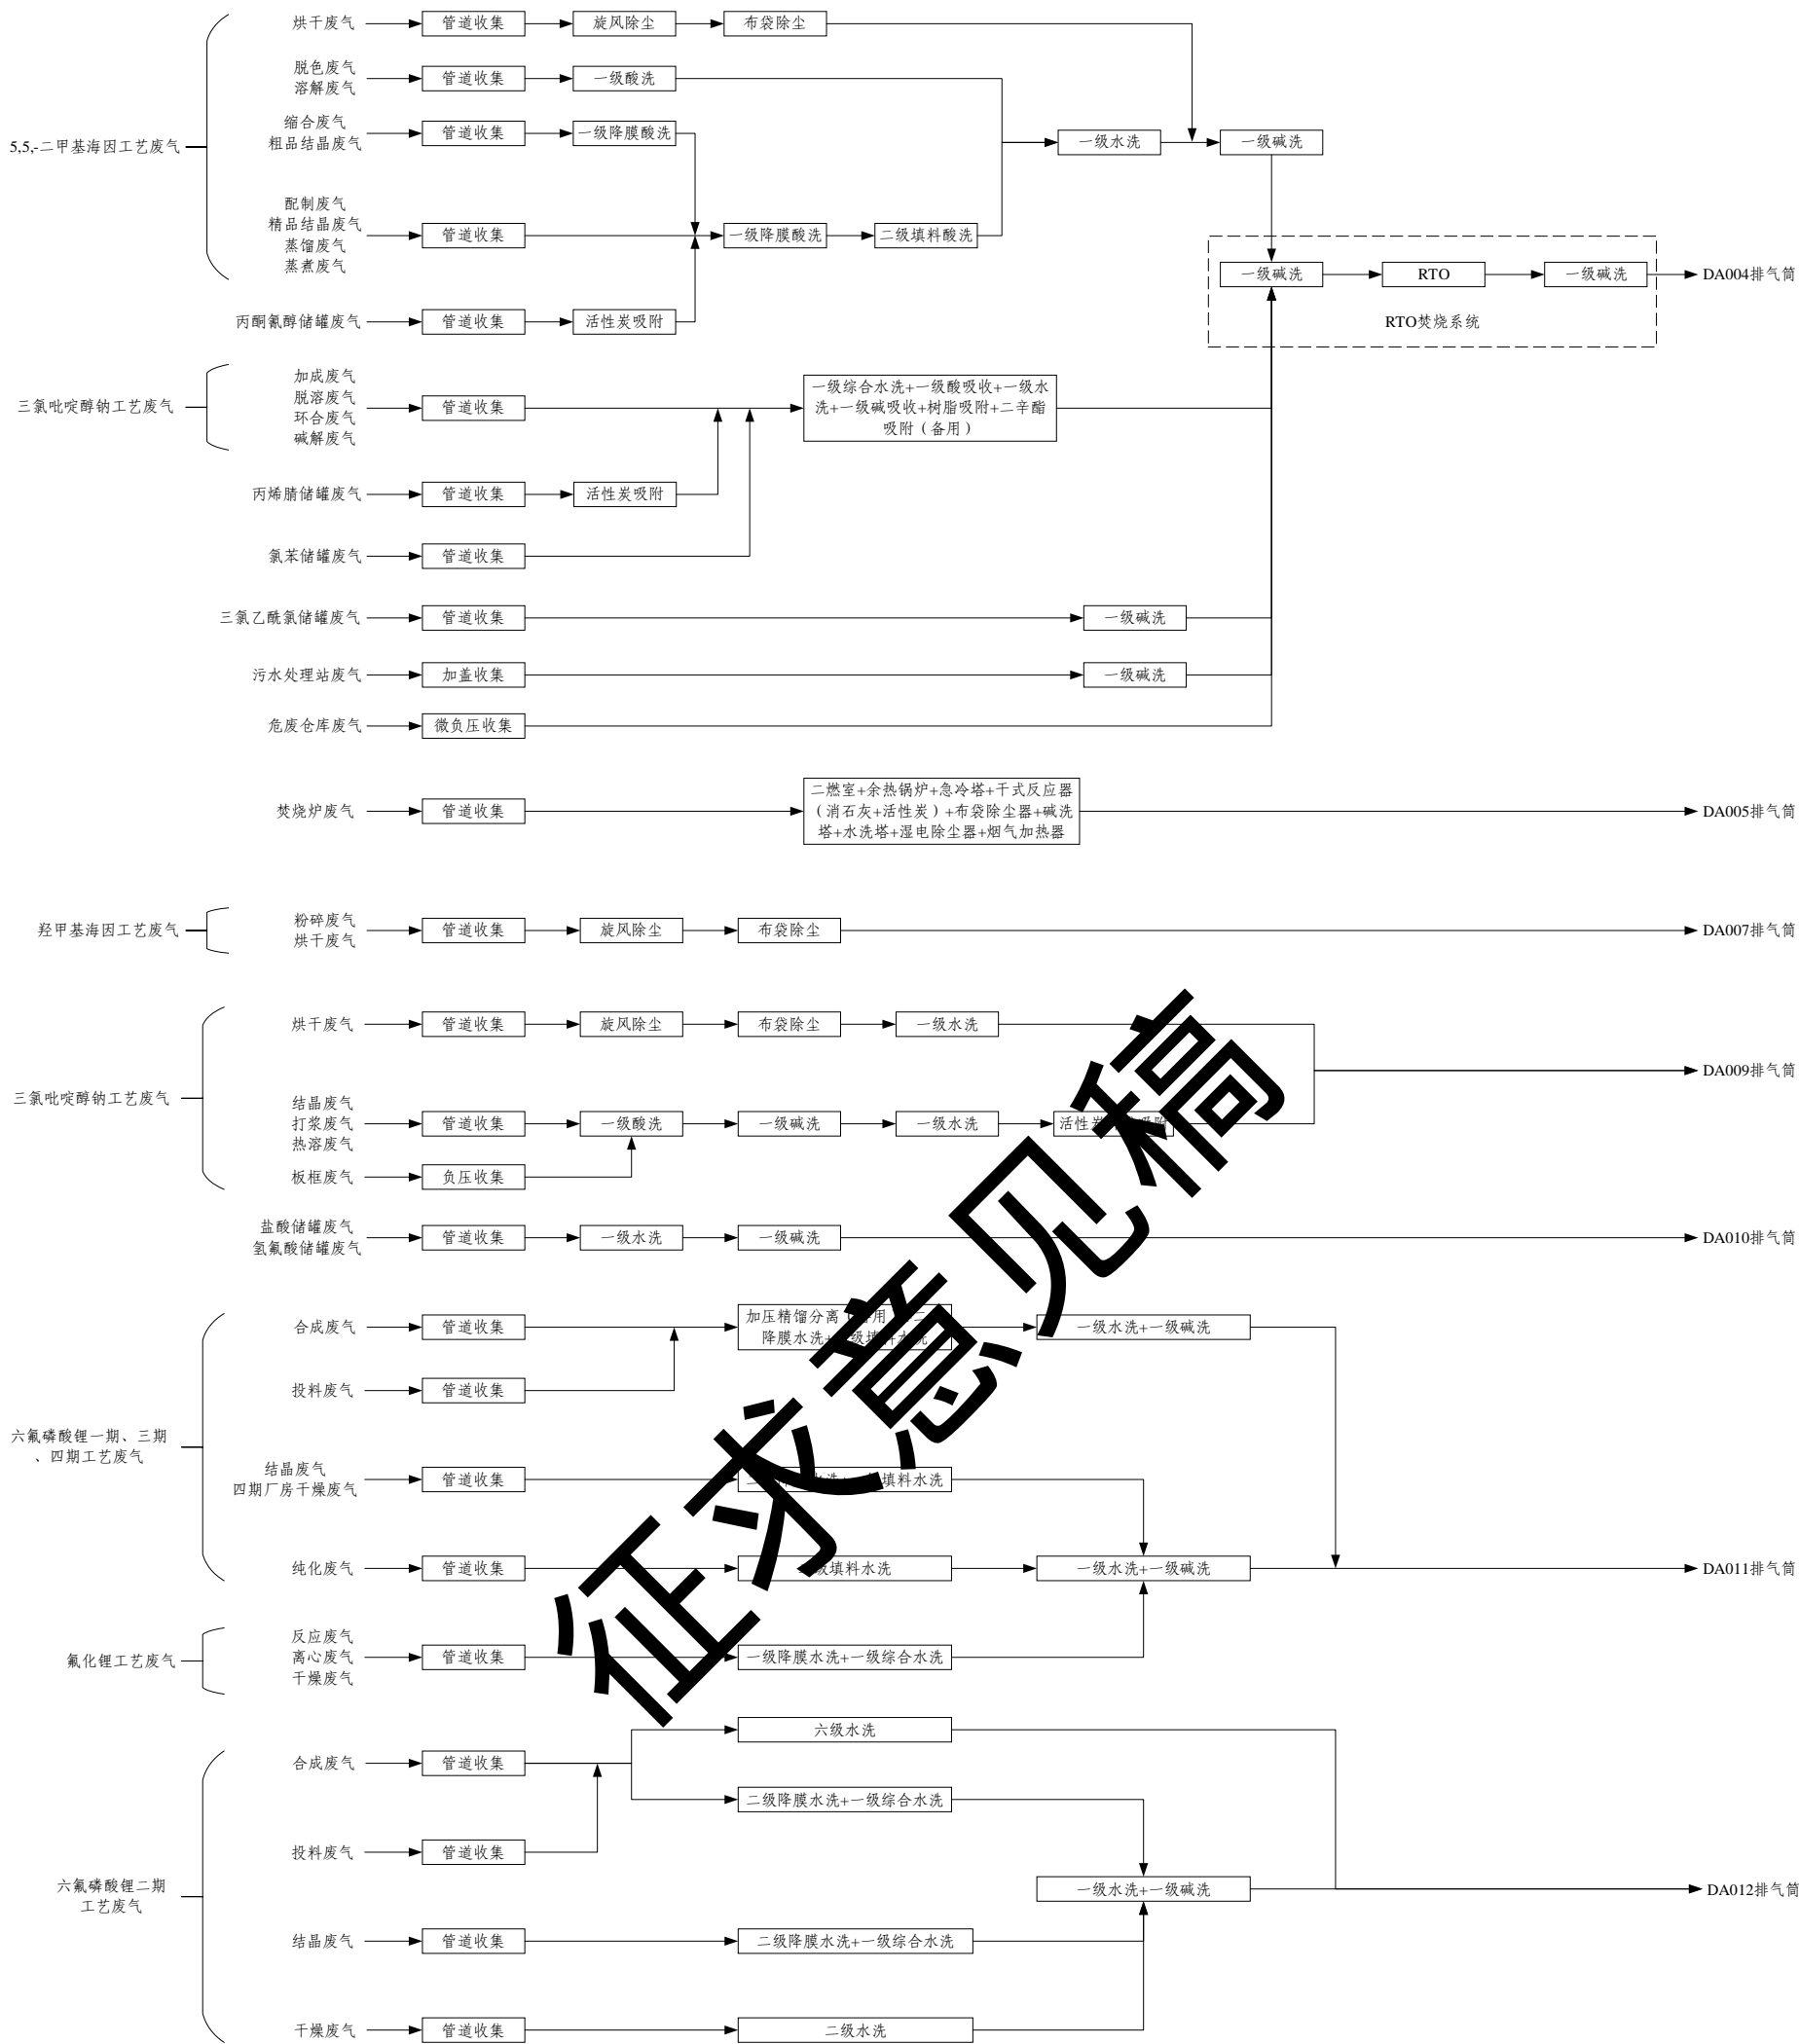 烘干废气
管道收集
旋风除尘
布袋除尘
脱色废气
溶解废气
管道收集
一级酸洗
缩合废气
粗品结晶废气
管道收集
一级降膜酸洗
一级水洗
一级碱洗
5,5,-二甲基海因工艺废气
配制废气
精品结晶废气
蒸馏废气
蒸煮废气
管道收集
一级降膜酸洗
二级填料酸洗
一级碱洗
RTO
一级碱洗
DA004排气筒
RTO焚烧系统
丙酮氰醇储罐废气
管道收集
活性炭吸附
三氯吡啶醇钠工艺废气
加成废气
脱溶废气
环合废气
碱解废气
管道收集
一级综合水洗+一级酸吸收+一级水
洗+一级碱吸收+树脂吸附+二辛酯
吸附（备用）
丙烯腈储罐废气
管道收集
活性炭吸附
氯苯储罐废气
管道收集
三氯乙酰氯储罐废气
管道收集
一级碱洗
污水处理站废气
加盖收集
一级碱洗
危废仓库废气
微负压收集
焚烧炉废气
管道收集
二燃室+余热锅炉+急冷塔+干式反应器
（消石灰+活性炭）+布袋除尘器+碱洗
塔+水洗塔+湿电除尘器+烟气加热器
DA005排气筒
羟甲基海因工艺废气
粉碎废气
烘干废气
管道收集
旋风除尘
布袋除尘
DA007排气筒
烘干废气
管道收集
旋风除尘
布袋除尘
一级水洗
DA009排气筒
三氯吡啶醇钠工艺废气
结晶废气
打浆废气
热溶废气
管道收集
一级酸洗
一级碱洗
一级水洗
活性
板框废气
负压收集
盐酸储罐废气
氢氟酸储罐废气
管道收集
一级水洗
一级碱洗
DA010排气筒
合成废气
管道收集
加压精馏分离
降膜水洗+
一级水洗+一级碱洗
投料废气
管道收集
六氟磷酸锂一期、三期
、四期工艺废气
结晶废气
四期厂房干燥废气
管道收集
填料水洗
纯化废气
管道收集
级填料水洗
一级水洗+一级碱洗
DA011排气筒
氟化锂工艺废气
反应废气
离心废气
干燥废气
管道收集
一级降膜水洗+一级综合水洗
六级水洗
合成废气
管道收集
二级降膜水洗+一级综合水洗
投料废气
管道收集
六氟磷酸锂二期
工艺废气
一级水洗+一级碱洗
DA012排气筒
结晶废气
管道收集
二级降膜水洗+一级综合水洗
干燥废气
管道收集
二级水洗
征求意见稿